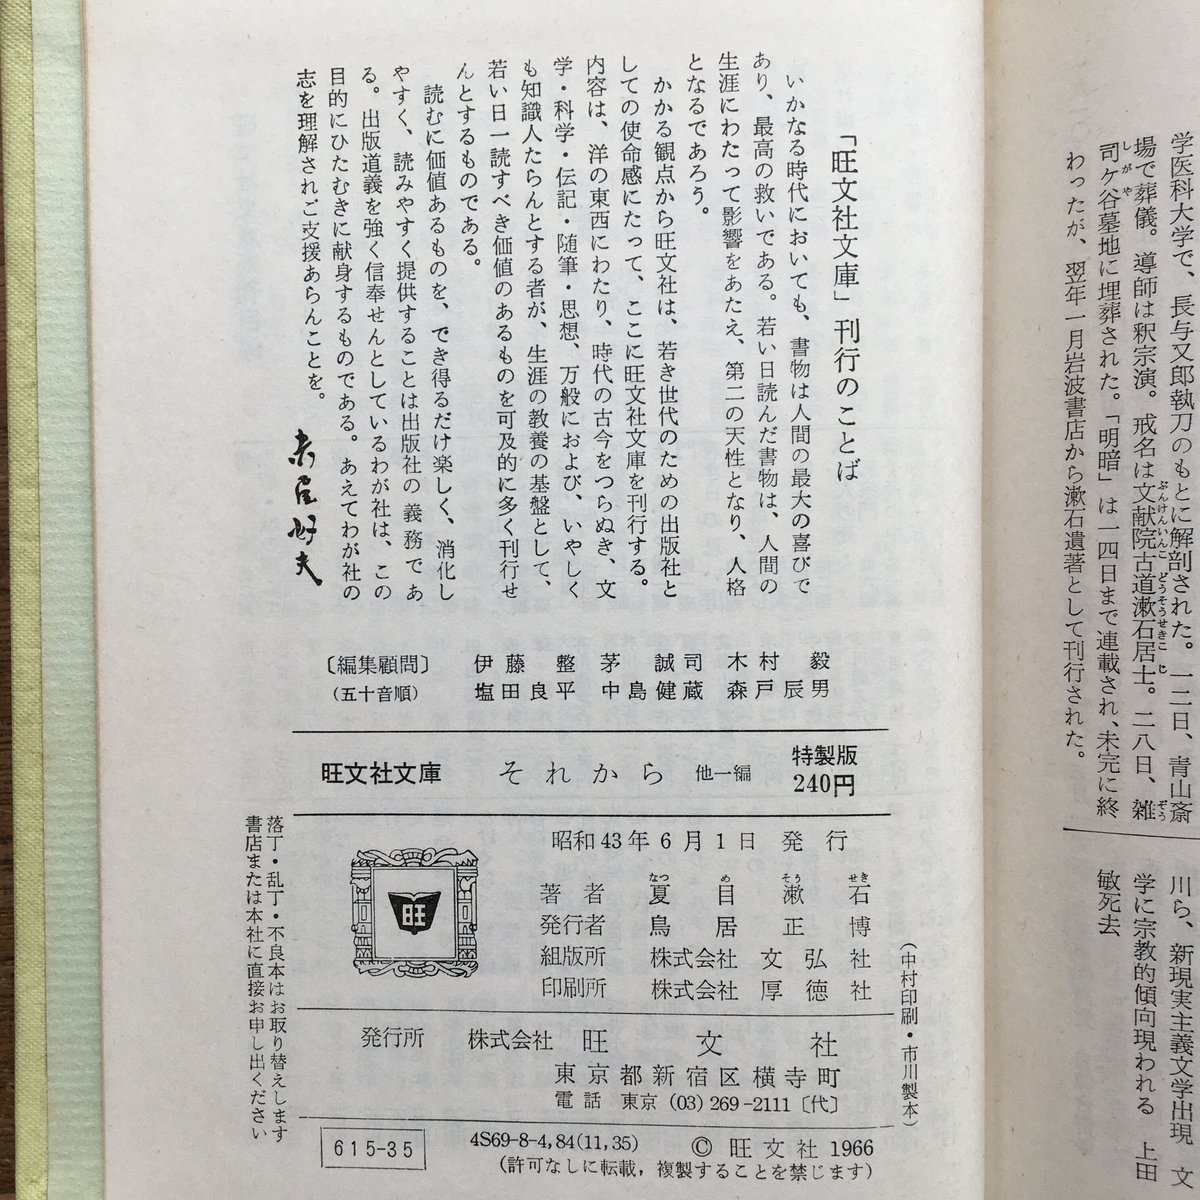 学医科大学で、長与又郎執刀のもとに解剖された。一二日、青山斎
場で葬儀。導師は釈宗演。戒名は文献院古道漱石居士。二八日、雑
司ケ谷墓地に埋葬された。「明暗」は一四日まで連載され、未完に終
わったが、翌年一月岩波書店から漱石遺著として刊行された。
川ら、新現実主義文学出現 文
学に宗教的傾向現われる 上田
敏死去
「旺文社文庫」刊行のことば
いかなる時代においても、書物は人間の最大の喜びで
あり、最高の救いである。若い日読んだ書物は、人間の
生涯にわたって影響をあたえ、第二の天性となり、人格
となるであろう。
かかる観点から旺文社は、若き世代のための出版社と
しての使命感にたって、ここに旺文社文庫を刊行する。
内容は、洋の東西にわたり、時代の古今をつらぬき、文
学・科学・伝記・随筆・思想、万般におよび、いやしく
も知識人たらんとする者が、生涯の教養の基盤として、
若い日一読すべき価値のあるものを可及的に多く刊行せ
んとするものである。
読むに価値あるものを、でき得るだけ楽しく、消化し
やすく、読みやすく提供することは出版社の義務であ
る。出版道義を強く信奉せんとしているわが社は、この
目的にひたむきに献身するものである。あえてわが社の
志を理解されご支援あらんことを。
赤尾好夫
〔編集顧問〕 伊藤 整 茅 誠司 木村 毅
（五十音順） 塩田良平 中島健蔵 森戸辰男
旺文社文庫 それから 他一編 特製版 240円
昭和43年6月1日 発行
著者 夏目漱石
なつ め そう せき
発行者 鳥居正博
組版所 株式会社 文弘社
印刷所 株式会社 厚徳社
（中村印刷・市川製本）
旺
落丁・乱丁・不良本はお取り替えします
書店または本社に直接お申し出ください
発行所 株式会社 旺文社
東京都新宿区横寺町
電話 東京 (03) 269-2111〔代〕
615-35
4S69-8-4, 84(11, 35) © 旺文社 1966
（許可なしに転載，複製することを禁じます）